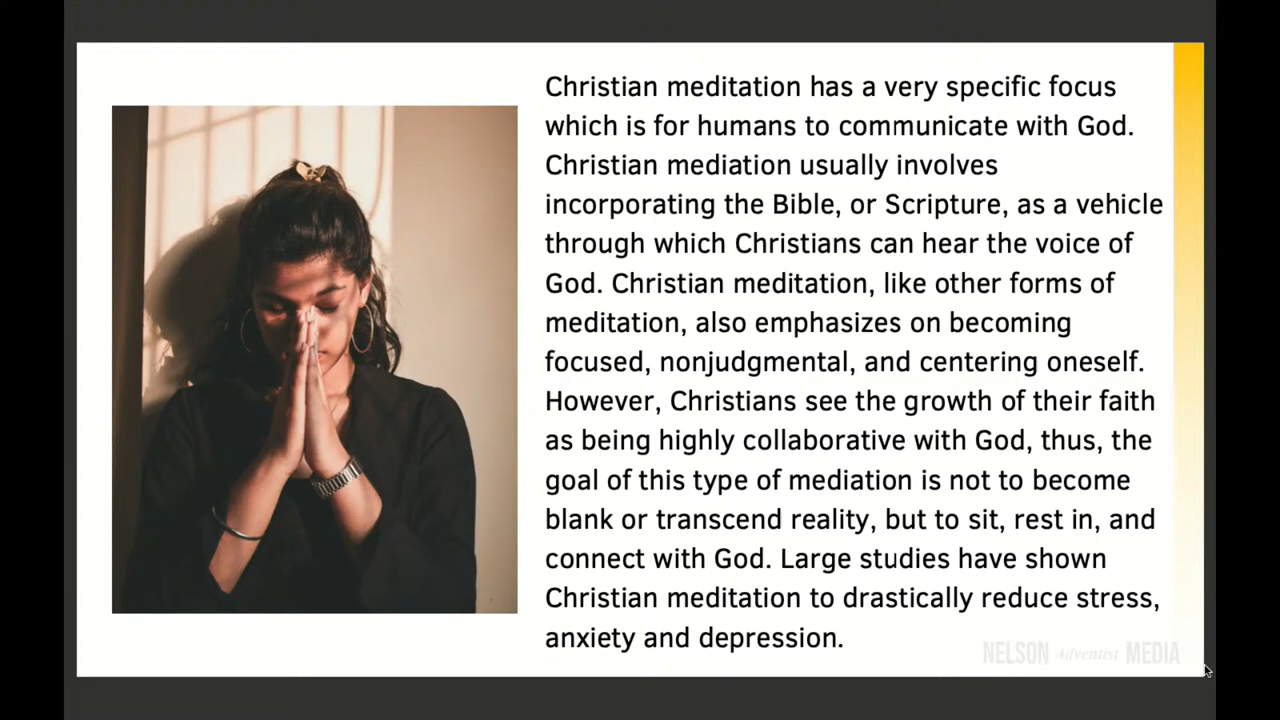 Christian meditation has a very specific focus
which is for humans to communicate with God.
Christian mediation usually involves
incorporating the Bible, or Scripture, as a vehicle
through which Christians can hear the voice of
God. Christian meditation, like other forms of
meditation, also emphasizes on becoming
focused, nonjudgmental, and centering oneself.
However, Christians see the growth of their faith
as being highly collaborative with God, thus, the
goal of this type of mediation is not to become
blank or transcend reality, but to sit, rest in, and
connect with God. Large studies have shown
Christian meditation to drastically reduce stress,
anxiety and depression.
NELSON Adventist MEDIA